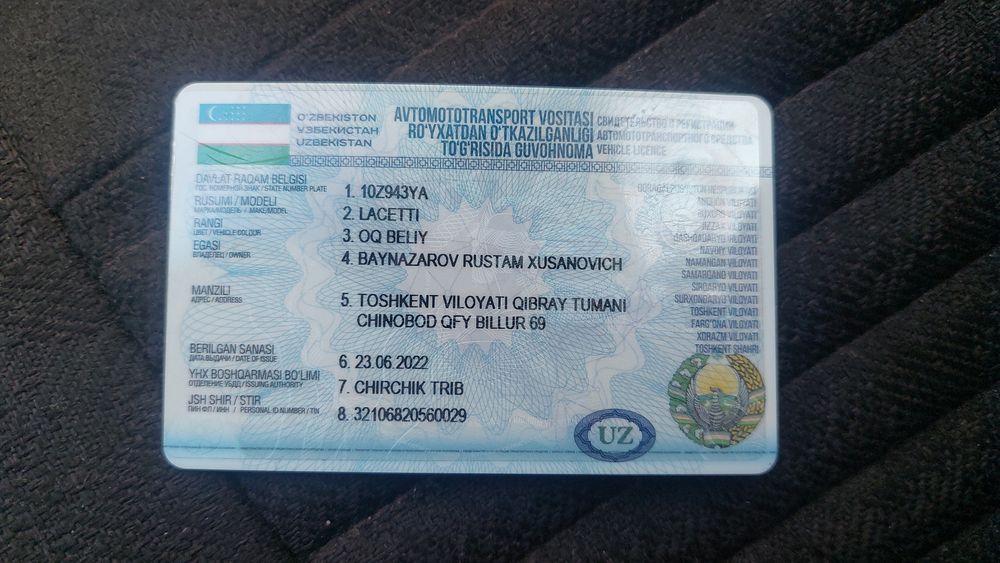 O'ZBEKISTON
ЎЗБЕКИСТАН
UZBEKISTAN
AVTOMOTOTRANSPORT VOSITASI
RO'YXATDAN O'TKAZILGANLIGI
TO'G'RISIDA GUVOHNOMA
СВИДЕТЕЛЬСТВО О РЕГИСТРАЦИИ
АВТОМОТОТРАНСПОРТНОГО СРЕДСТВА
VEHICLE LICENCE
DAVLAT RAQAM BELGISI
ГОС. НОМЕРНОЙ ЗНАК / STATE NUMBER PLATE
1. 10Z943YA
RUSUMI / MODELI
МАРКА/МОДЕЛЬ / MAKE/MODEL
2. LACETTI
RANGI
ЦВЕТ / VEHICLE COLOUR
3. OQ BELIY
EGASI
ВЛАДЕЛЕЦ / OWNER
4. BAYNAZAROV RUSTAM XUSANOVICH
MANZILI
АДРЕС / ADDRESS
5. TOSHKENT VILOYATI QIBRAY TUMANI
CHINOBOD QFY BILLUR 69
BERILGAN SANASI
ДАТА ВЫДАЧИ / DATE OF ISSUE
6. 23.06.2022
YHX BOSHQARMASI BO'LIMI
ОТДЕЛЕНИЕ УБДД / ISSUING AUTHORITY
7. CHIRCHIK TRIB
JSH SHIR / STIR
ПИНФЛ / ИНН / PERSONAL ID NUMBER / TIN
8. 32106820560029
ANDIJON VILOYATI
BUXORO VILOYATI
JIZZAX VILOYATI
QASHQADARYO VILOYATI
NAVOIY VILOYATI
NAMANGAN VILOYATI
SAMARQAND VILOYATI
SIRDARYO VILOYATI
SURXONDARYO VILOYATI
TOSHKENT VILOYATI
FARG'ONA VILOYATI
XORAZM VILOYATI
TOSHKENT SHAHRI
UZ